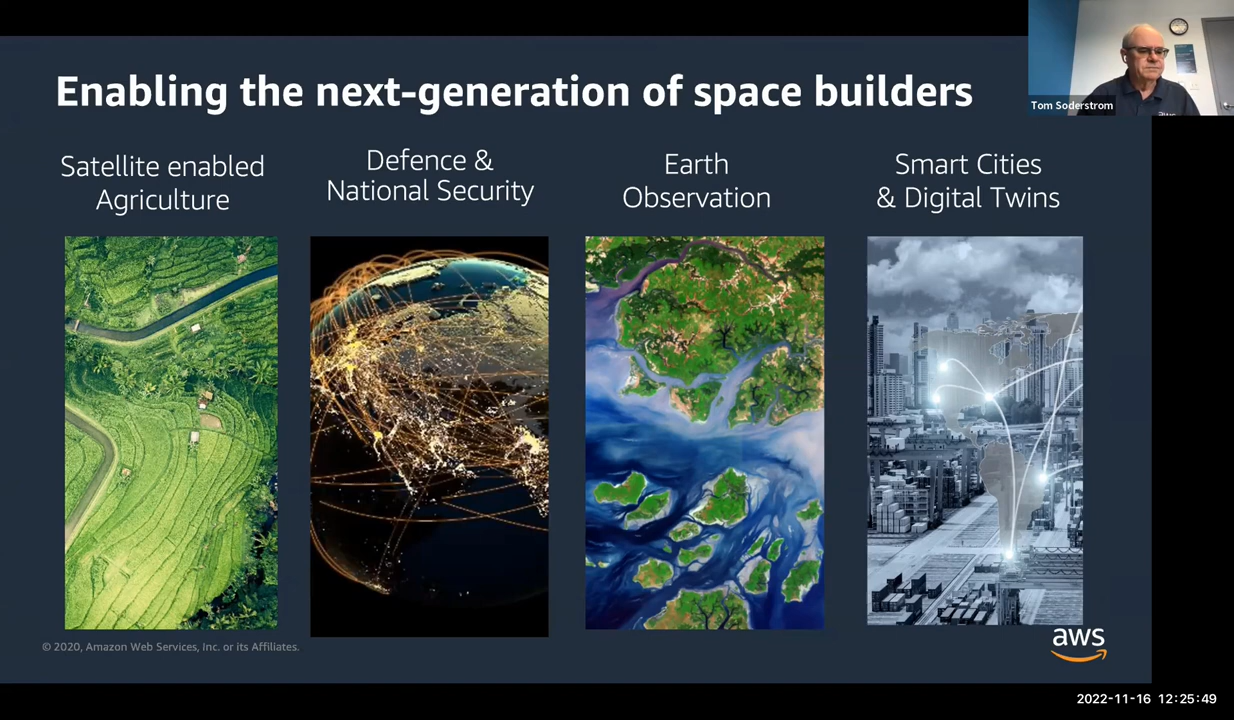 Enabling the next-generation of space builders
Tom Soderstrom
aws
Satellite enabled
Agriculture
Defence &
National Security
Earth
Observation
Smart Cities
& Digital Twins
© 2020, Amazon Web Services, Inc. or its Affiliates.
aws
2022-11-16 12:25:49